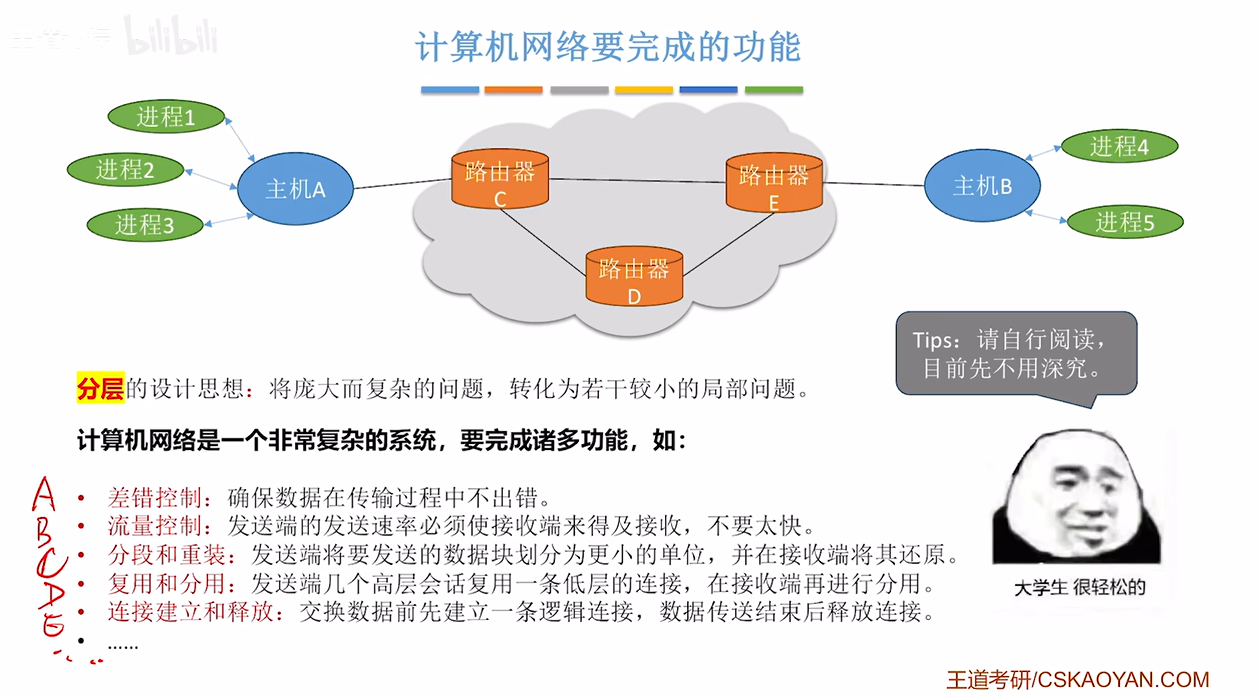 bilibili
计算机网络要完成的功能
进程1
进程2
进程3
主机A
路由器
C
路由器
E
路由器
D
主机B
进程4
进程5
Tips：请自行阅读，
目前先不用深究。
分层的设计思想：将庞大而复杂的问题，转化为若干较小的局部问题。
计算机网络是一个非常复杂的系统，要完成诸多功能，如：
A • 差错控制：确保数据在传输过程中不出错。
B • 流量控制：发送端的发送速率必须使接收端来得及接收，不要太快。
C • 分段和重装：发送端将要发送的数据块划分为更小的单位，并在接收端将其还原。
D • 复用和分用：发送端几个高层会话复用一条低层的连接，在接收端再进行分用。
E • 连接建立和释放：交换数据前先建立一条逻辑连接，数据传送结束后释放连接。
• ……
大学生 很轻松的
王道考研/CSKAOYAN.COM